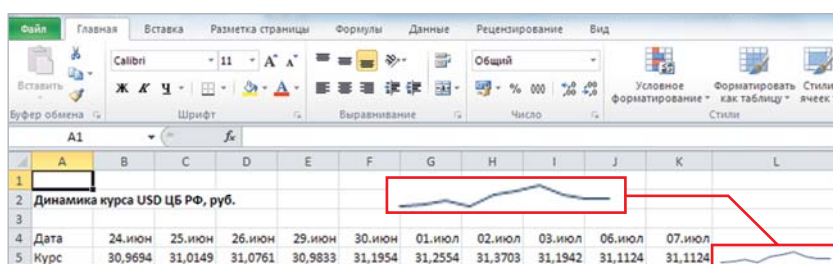 Файл Главная Вставка Разметка страницы Формулы Данные Рецензирование Вид
Calibri 11 А А Общий
Вставить Ж К Ч % 000 Условное форматирование Форматировать как таблицу Стили ячеек
Буфер обмена Шрифт Выравнивание Число Стили
A1 fx
A B C D E F G H I J K L
1
2 Динамика курса USD ЦБ РФ, руб.
3
4 Дата 24.июн 25.июн 26.июн 29.июн 30.июн 01.июл 02.июл 03.июл 06.июл 07.июл
5 Курс 30,9694 31,0149 31,0761 30,9833 31,1954 31,2554 31,3703 31,1942 31,1124 31,1124